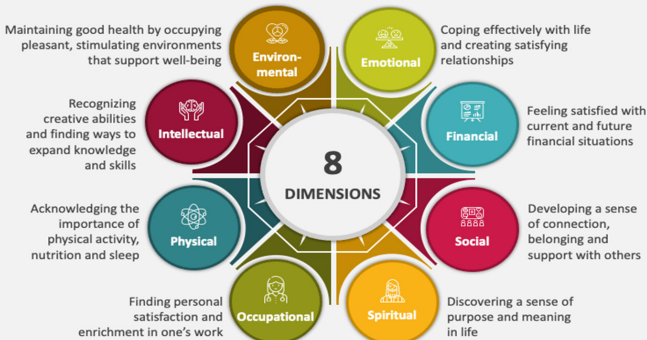 Maintaining good health by occupying
pleasant, stimulating environments
that support well-being
Environ-
mental
Emotional
Coping effectively with life
and creating satisfying
relationships
Recognizing
creative abilities
and finding ways to
expand knowledge
and skills
Intellectual
Financial
Feeling satisfied with
current and future
financial situations
8
DIMENSIONS
Acknowledging the
importance of
physical activity,
nutrition and sleep
Physical
Social
Developing a sense
of connection,
belonging and
support with others
Finding personal
satisfaction and
enrichment in one's work
Occupational
Spiritual
Discovering a sense of
purpose and meaning
in life